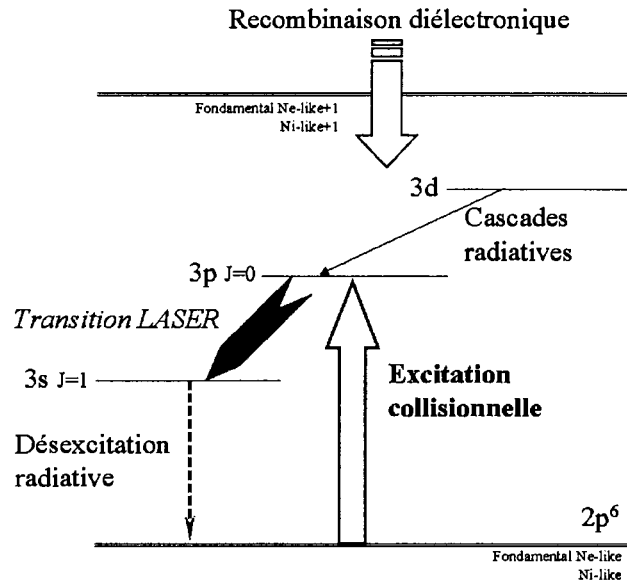 Recombinaison diélectronique
Fondamental Ne-like+1
Ni-like+1
3d
Cascades
radiatives
3p J=0
Transition LASER
3s J=1
Excitation
collisionnelle
Désexcitation
radiative
2p⁶
Fondamental Ne-like
Ni-like